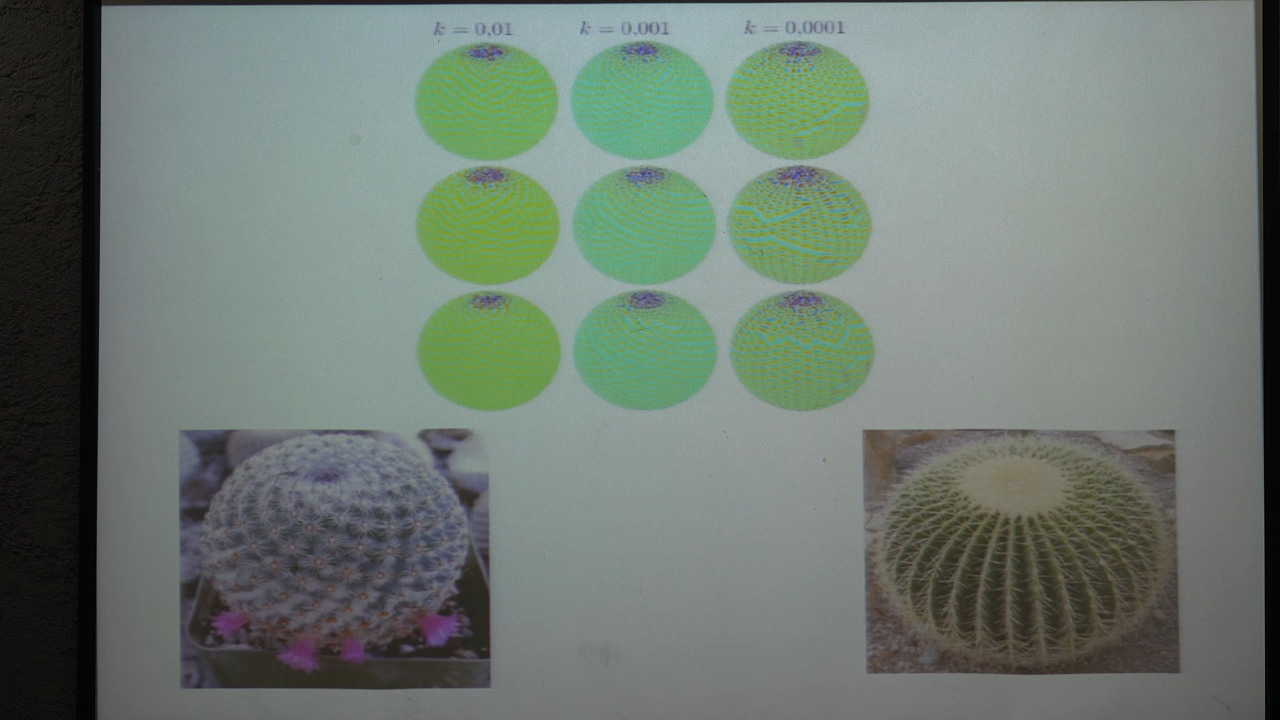 k = 0.01 k = 0.001 k = 0.0001